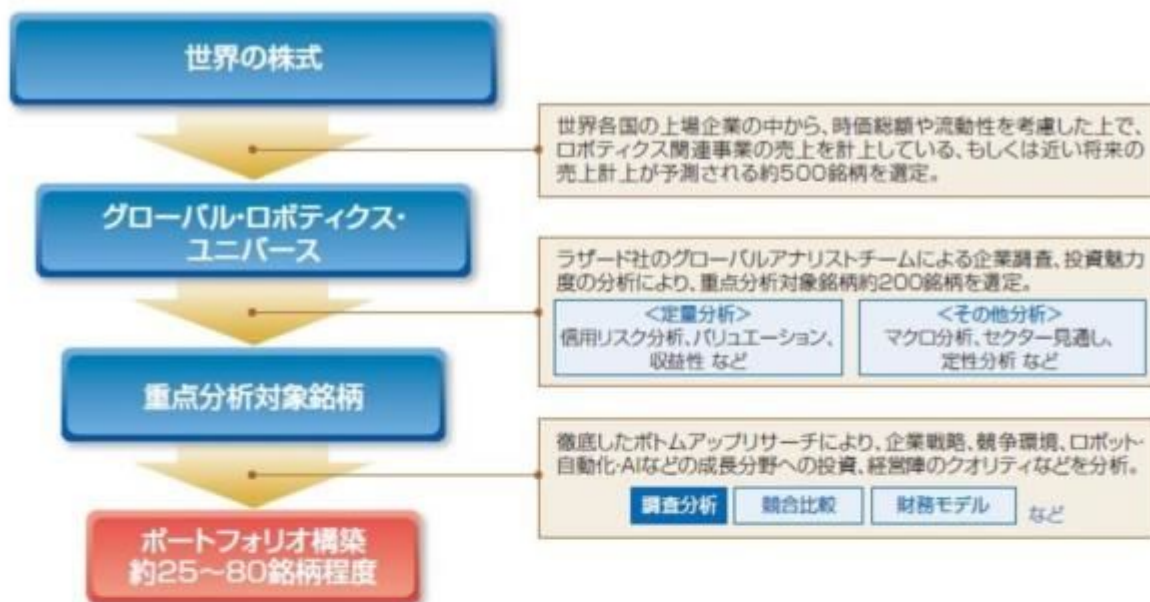 世界の株式
世界各国の上場企業の中から、時価総額や流動性を考慮した上で、
ロボティクス関連事業の売上を計上している、もしくは近い将来の
売上計上が予測される約500銘柄を選定。
グローバル・ロボティクス・
ユニバース
ラザード社のグローバルアナリストチームによる企業調査、投資魅力
度の分析により、重点分析対象銘柄約200銘柄を選定。
<定量分析>
信用リスク分析、バリュエーション、
収益性 など
<その他分析>
マクロ分析、セクター見通し、
定性分析 など
重点分析対象銘柄
徹底したボトムアップリサーチにより、企業戦略、競争環境、ロボット・
自動化・AIなどの成長分野への投資、経営陣のクオリティなどを分析。
調査分析
競合比較
財務モデル
など
ポートフォリオ構築
約25～80銘柄程度